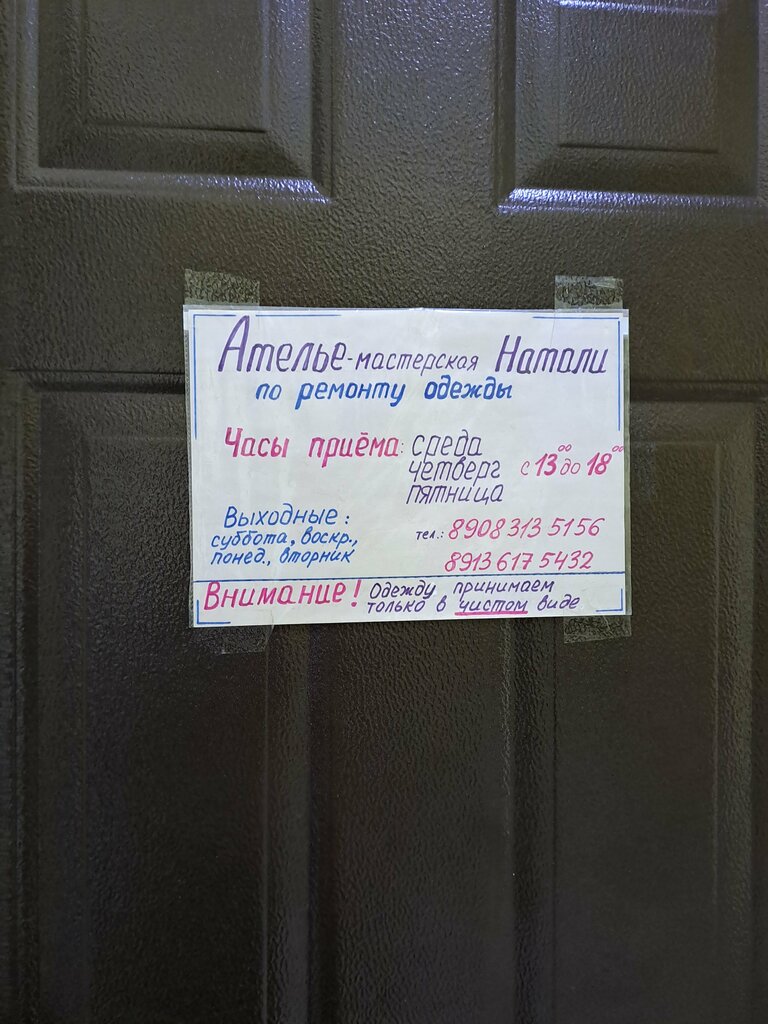 Ателье-мастерская Натали
по ремонту одежды
Часы приёма: среда
четверг с 13⁰⁰ до 18⁰⁰
пятница
Выходные:
суббота, воскр.,
понед., вторник
тел.: 8908 313 5156
8913 617 5432
Внимание! Одежду принимаем
только в чистом виде